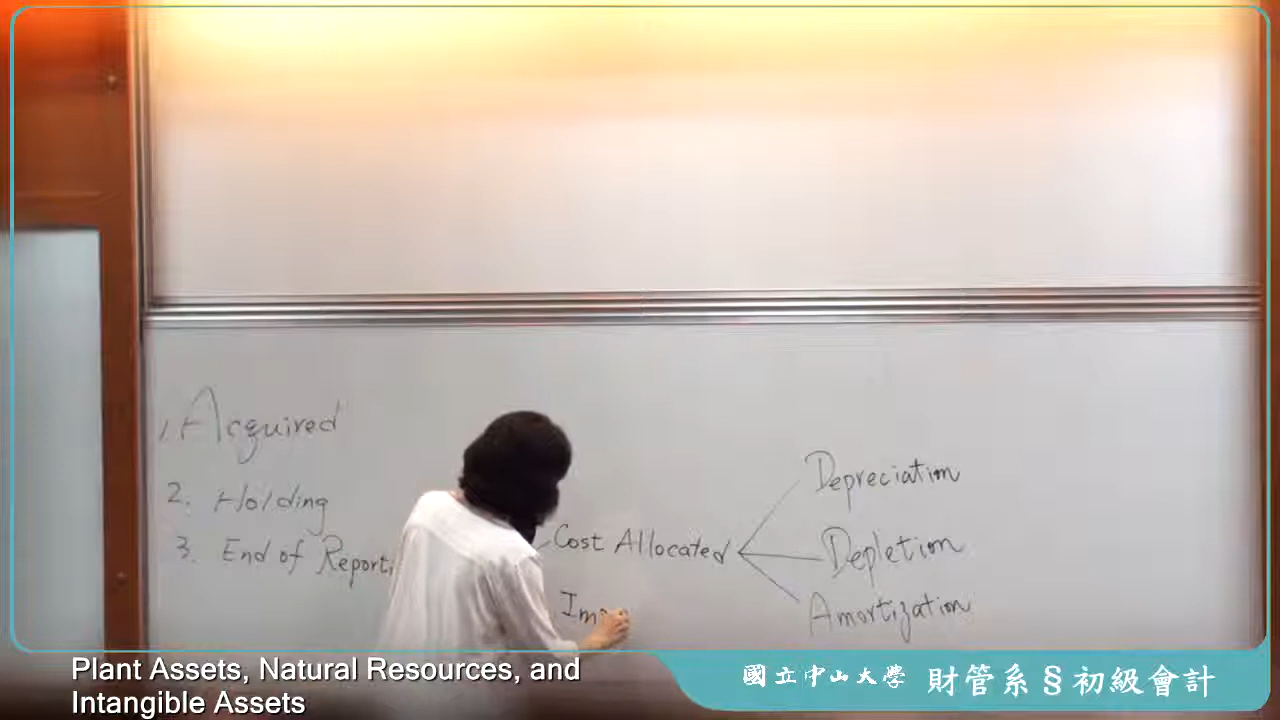 1. Acquired
2. Holding
3. End of Reporti
Cost Allocated
Depreciation
Depletion
Amortization
Im
Plant Assets, Natural Resources, and
Intangible Assets
國立中山大學 財管系§初級會計